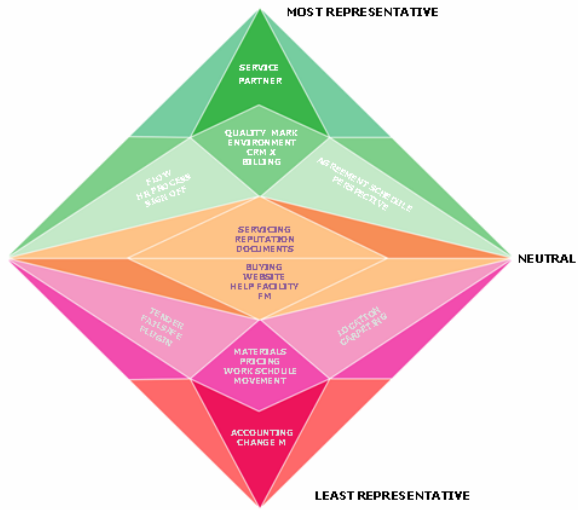 MOST REPRESENTATIVE
SERVICE
PARTNER
QUALITY MARK
ENVIRONMENT
CRM X
BILLING
FLOW
HR PROCESS
SIGN OFF
AGREEMENT SCHEDULE
PERSPECTIVE
SERVICING
REPUTATION
DOCUMENTS
NEUTRAL
BUYING
WEBSITE
HELP FACILITY
FM
TENDER
FAILSAFE
PLUGIN
LOCATION
MATERIALS
PRICING
WORK SCHDULE
MOVEMENT
ACCOUNTING
CHANGE M
LEAST REPRESENTATIVE